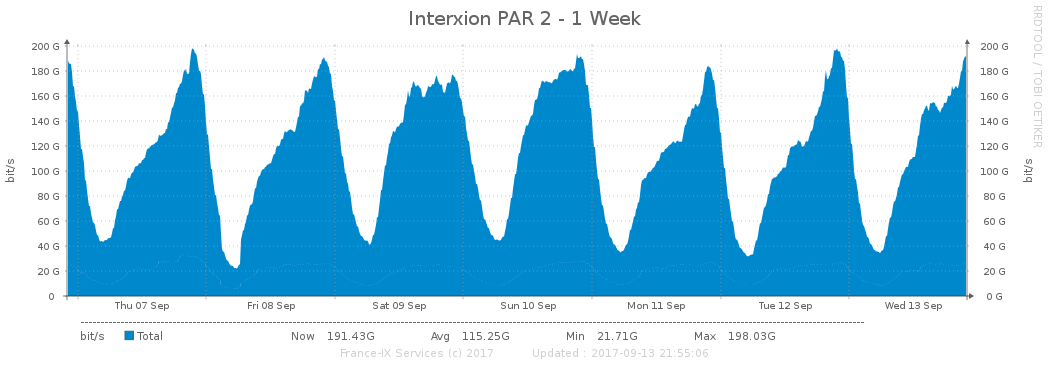 Interxion PAR 2 - 1 Week
RRDTOOL / TOBI OETIKER
bit/s
200 G 200 G
180 G 180 G
160 G 160 G
140 G 140 G
120 G 120 G
100 G 100 G
80 G 80 G
60 G 60 G
40 G 40 G
20 G 20 G
0 0 G
bit/s
Thu 07 Sep Fri 08 Sep Sat 09 Sep Sun 10 Sep Mon 11 Sep Tue 12 Sep Wed 13 Sep
bit/s Total Now 191.43G Avg 115.25G Min 21.71G Max 198.03G
France-IX Services (c) 2017 Updated : 2017-09-13 21:55:06